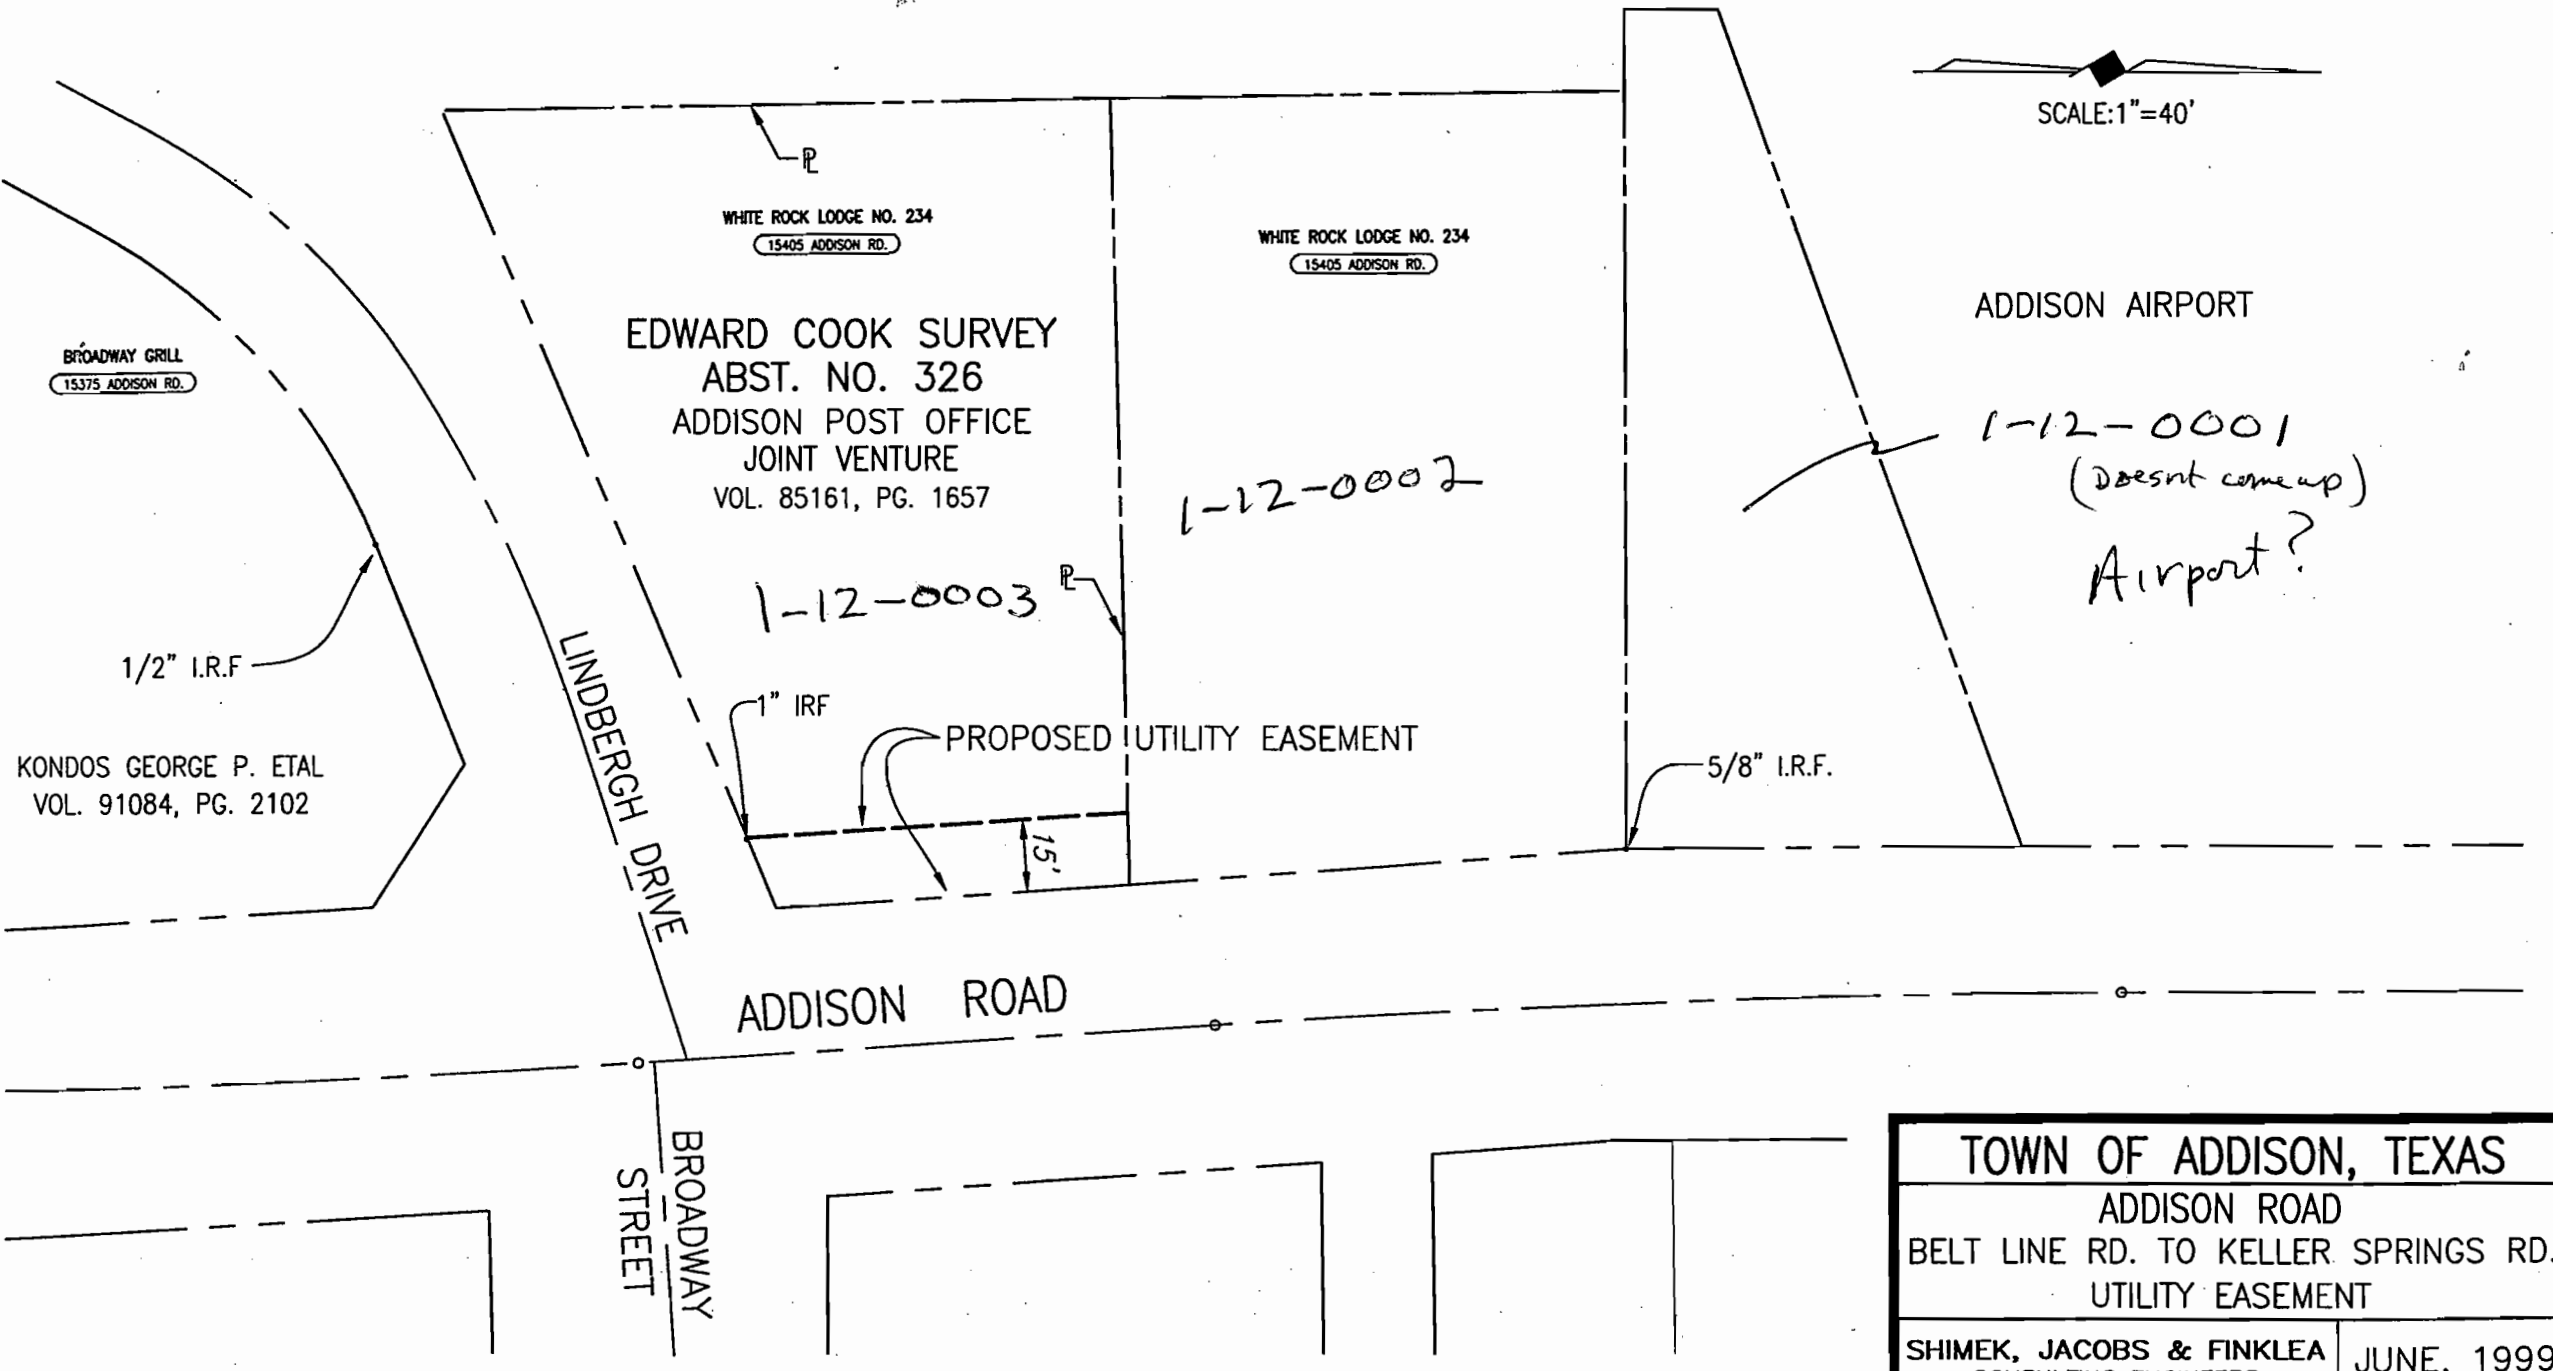 SCALE:1"=40'
℞
WHITE ROCK LODGE NO. 234
15405 ADDISON RD.
WHITE ROCK LODGE NO. 234
15405 ADDISON RD.
ADDISON AIRPORT
EDWARD COOK SURVEY
ABST. NO. 326
ADDISON POST OFFICE
JOINT VENTURE
VOL. 85161, PG. 1657
BROADWAY GRILL
15375 ADDISON RD.
1-12-0001
(Doesnt come up)
Airport?
1-12-0002
1-12-0003
℞
1/2" I.R.F
1" IRF
PROPOSED UTILITY EASEMENT
5/8" I.R.F.
KONDOS GEORGE P. ETAL
VOL. 91084, PG. 2102
15'
LINDBERGH DRIVE
ADDISON ROAD
BROADWAY
STREET
TOWN OF ADDISON, TEXAS
ADDISON ROAD
BELT LINE RD. TO KELLER SPRINGS RD.
UTILITY EASEMENT
SHIMEK, JACOBS & FINKLEA
JUNE, 1999